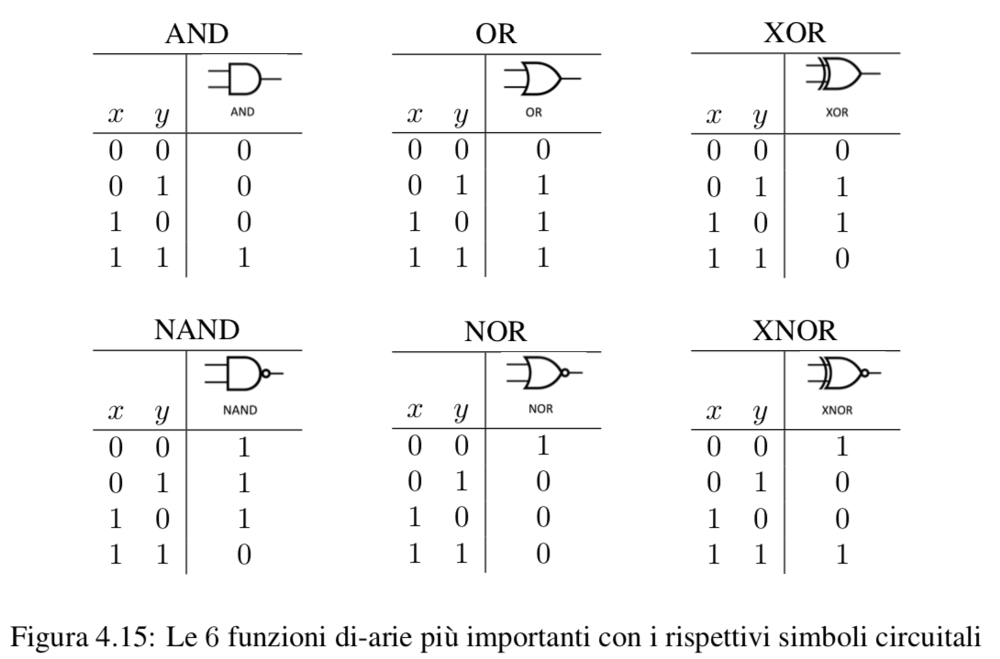 AND OR XOR
x y AND x y OR x y XOR
0 0 0 0 0 0 0 0 0
0 1 0 0 1 1 0 1 1
1 0 0 1 0 1 1 0 1
1 1 1 1 1 1 1 1 0
NAND NOR XNOR
x y NAND x y NOR x y XNOR
0 0 1 0 0 1 0 0 1
0 1 1 0 1 0 0 1 0
1 0 1 1 0 0 1 0 0
1 1 0 1 1 0 1 1 1
Figura 4.15: Le 6 funzioni di-arie più importanti con i rispettivi simboli circuitali